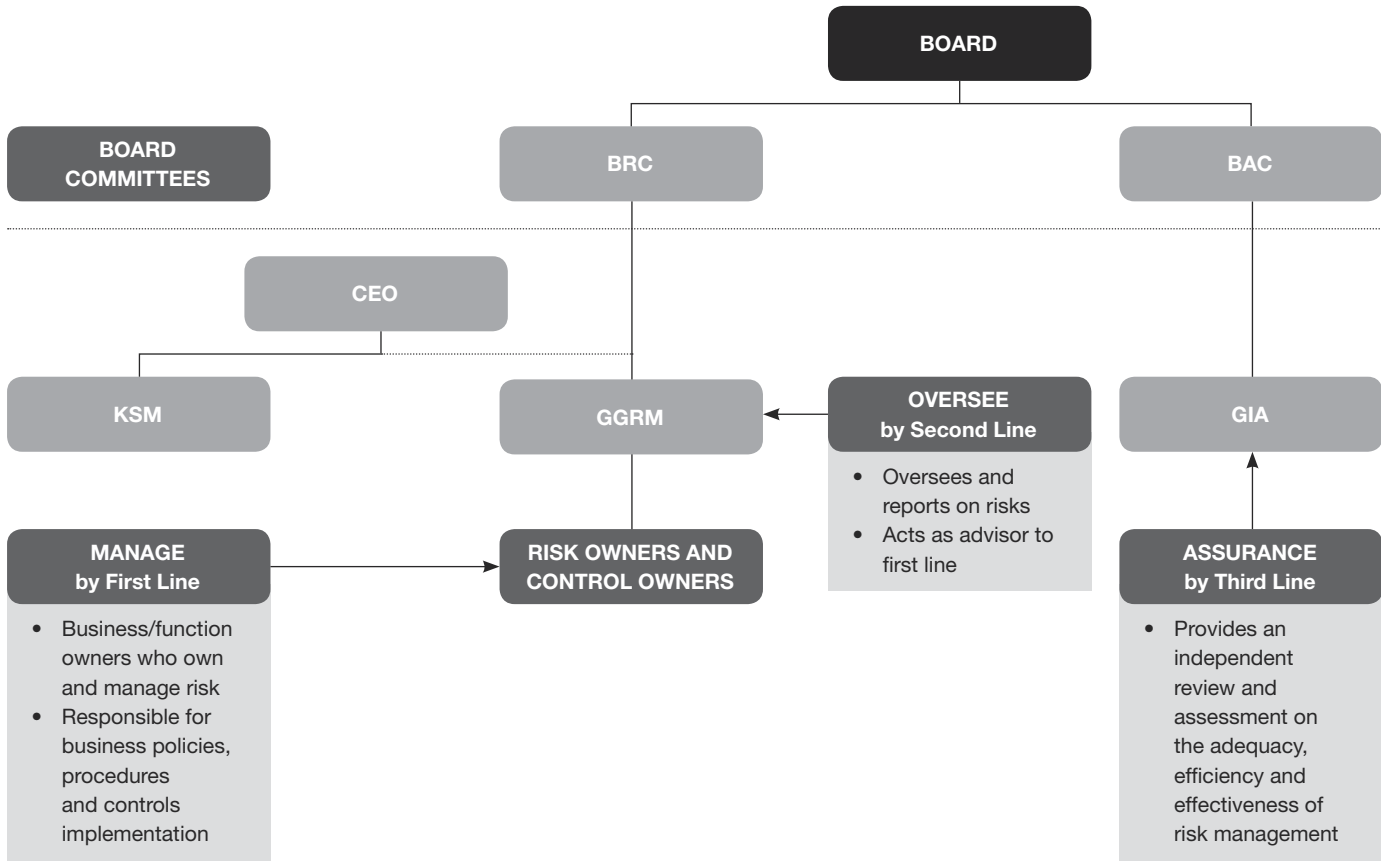 BOARD
BOARD
COMMITTEES
BRC
BAC
CEO
KSM
GGRM
OVERSEE
by Second Line
• Oversees and
reports on risks
• Acts as advisor to
first line
GIA
MANAGE
by First Line
• Business/function
owners who own
and manage risk
• Responsible for
business policies,
procedures
and controls
implementation
RISK OWNERS AND
CONTROL OWNERS
ASSURANCE
by Third Line
• Provides an
independent
review and
assessment on
the adequacy,
efficiency and
effectiveness of
risk management